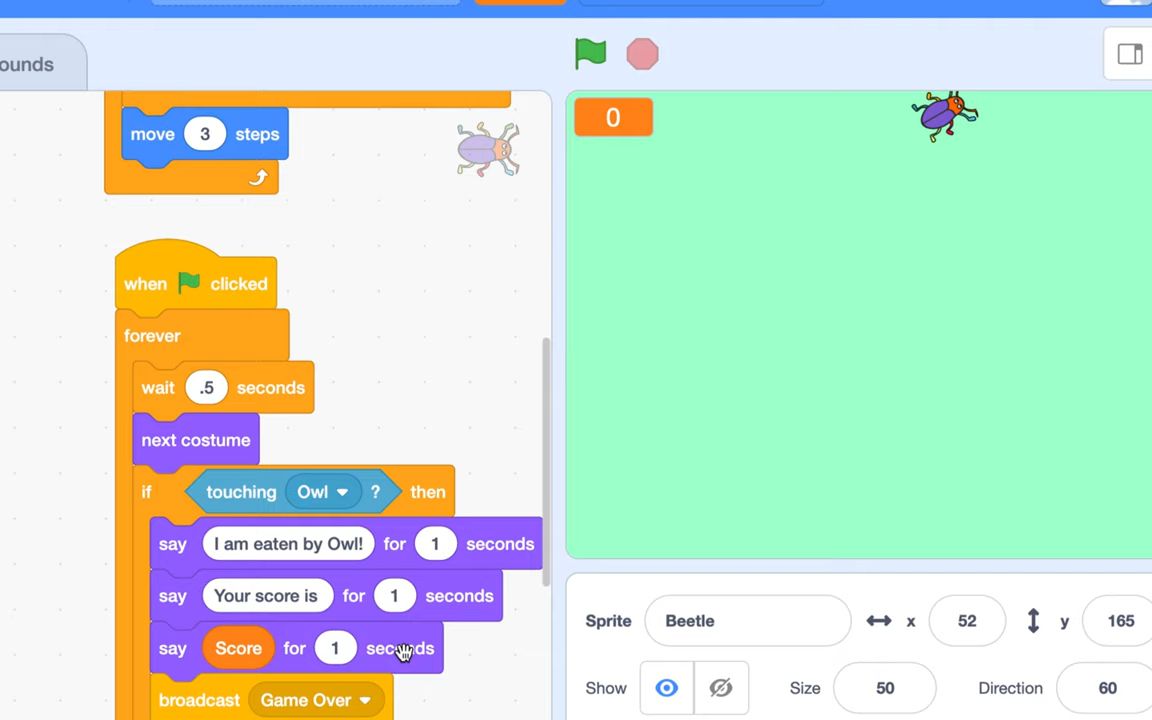 ounds
move 3 steps
when clicked
forever
wait .5 seconds
next costume
if touching Owl ? then
say I am eaten by Owl! for 1 seconds
say Your score is for 1 seconds
say Score for 1 seconds
broadcast Game Over
0
Sprite Beetle x 52 y 165
Show Size 50 Direction 60